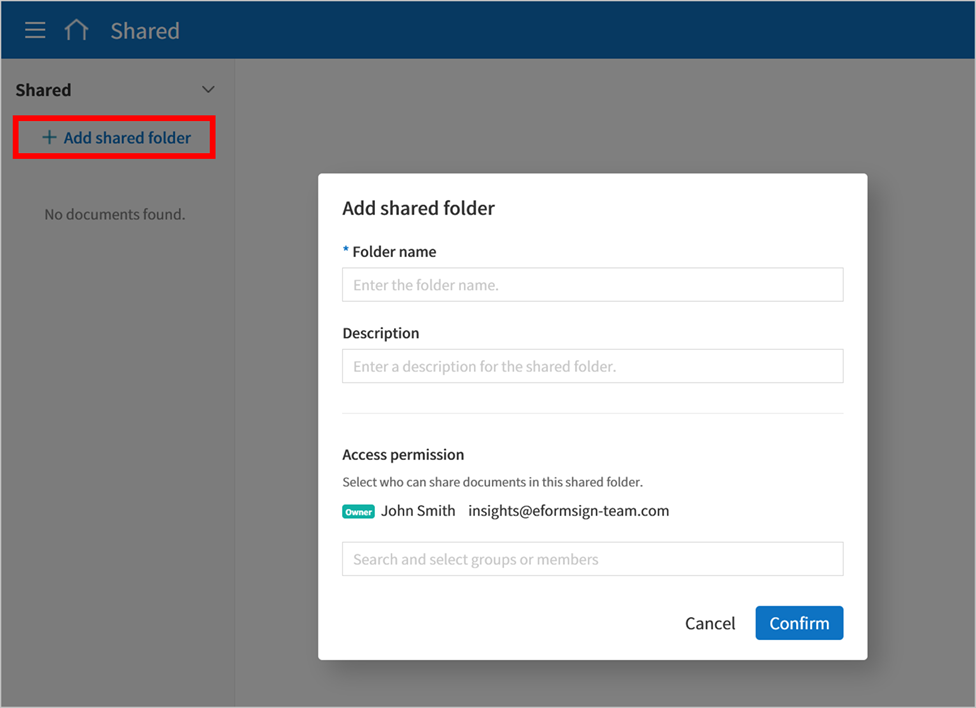 Shared
Shared
+ Add shared folder
No documents found.
Add shared folder
* Folder name
Enter the folder name.
Description
Enter a description for the shared folder.
Access permission
Select who can share documents in this shared folder.
Owner John Smith insights@eformsign-team.com
Search and select groups or members
Cancel Confirm